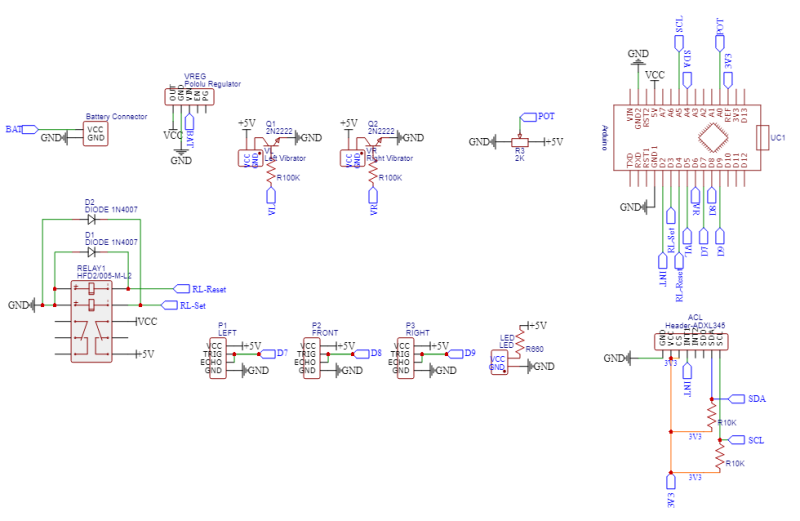 BAT
Battery Connector
VCC
GND
GND
VREG
Pololu Regulator
OUT
GND
VIN
EN
PG
VCC
GND
BAT
+5V
Q1
2N2222
GND
VCC
GND
VL
Left Vibrator
R100K
VL
+5V
Q2
2N2222
GND
VCC
GND
VR
Right Vibrator
R100K
VR
POT
GND
+5V
R3
2K
SCL
POT
GND
SDA
3V3
VCC
VIN
GND2
RST2
5V
A7
A6
A5
A4
A3
A2
A1
A0
REF
3V3
D13
Arduino
UC1
TXD
RXD
RST1
GND1
D2
D3
D4
D5
D6
D7
D8
D9
D10
D11
D12
GND
VR
D8
RL-Set
VL
D7
D9
INT
RL-Reset
D2
DIODE 1N4007
D1
DIODE 1N4007
RELAY1
HFD2/005-M-L2
RL-Reset
GND
RL-Set
VCC
+5V
P1
LEFT
VCC
TRIG
ECHO
GND
+5V
D7
GND
P2
FRONT
VCC
TRIG
ECHO
GND
+5V
D8
GND
P3
RIGHT
VCC
TRIG
ECHO
GND
+5V
D9
GND
+5V
LED
LED
R660
VCC
GND
GND
ACL
Header-ADXL345
GND
VCC
CS
INT1
INT2
SDO
SDA
SCL
GND
3V3
INT
SDA
R10K
3V3
SCL
R10K
3V3
3V3